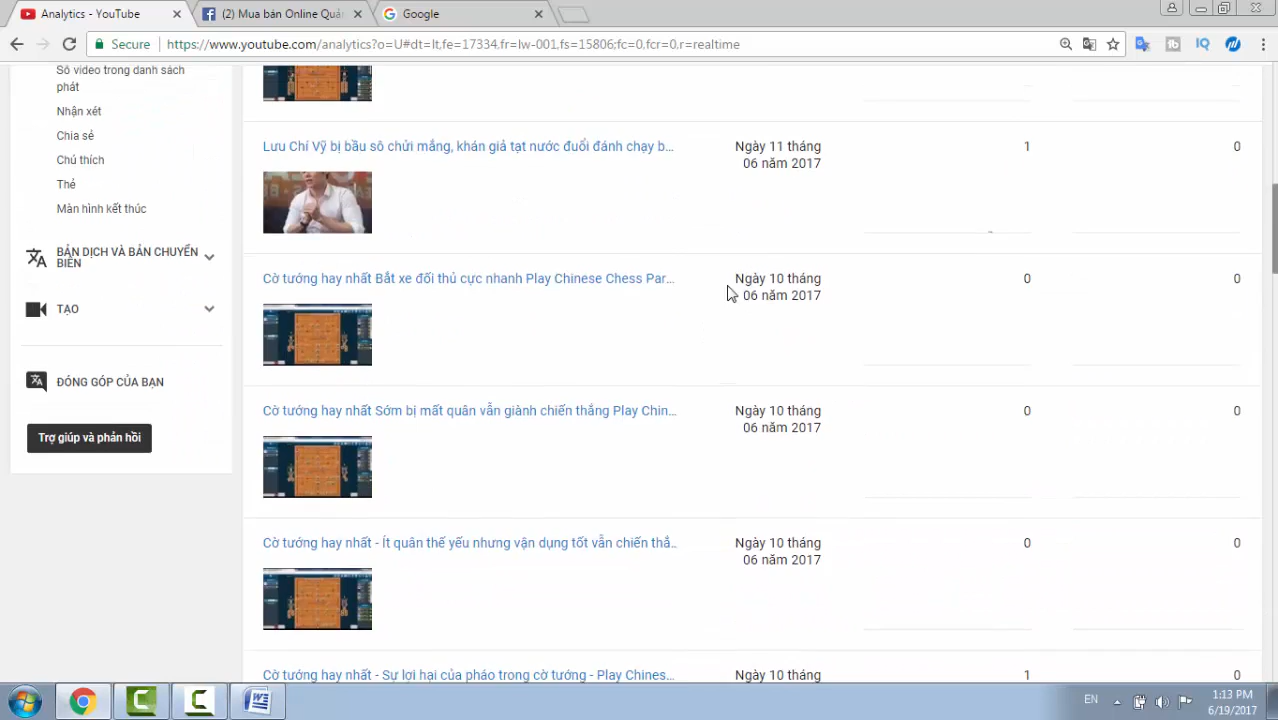 Analytics - YouTube
(2) Mua bán Online Quả
Google
Secure
https://www.youtube.com/analytics?o=U#dt=lt,fe=17334,fr=lw-001,fs=15806;fc=0,fcr=0,r=realtime
Số video trong danh sách
phát
Nhận xét
Chia sẻ
Chú thích
Thẻ
Màn hình kết thúc
BẢN DỊCH VÀ BẢN CHUYỂN
BIÊN
TẠO
ĐÓNG GÓP CỦA BẠN
Trợ giúp và phản hồi
Lưu Chí Vỹ bị bầu sô chửi mắng, khán giả tạt nước đuổi đánh chạy b... Ngày 11 tháng 1 0
06 năm 2017
Cờ tướng hay nhất Bắt xe đối thủ cực nhanh Play Chinese Chess Par... Ngày 10 tháng 0 0
06 năm 2017
Cờ tướng hay nhất Sớm bị mất quân vẫn giành chiến thắng Play Chin... Ngày 10 tháng 0 0
06 năm 2017
Cờ tướng hay nhất - Ít quân thế yếu nhưng vận dụng tốt vẫn chiến thắ.. Ngày 10 tháng 0 0
06 năm 2017
Cờ tướng hay nhất - Sự lợi hại của pháo trong cờ tướng - Play Chines... Ngày 10 tháng 1 0
EN
1:13 PM
6/19/2017